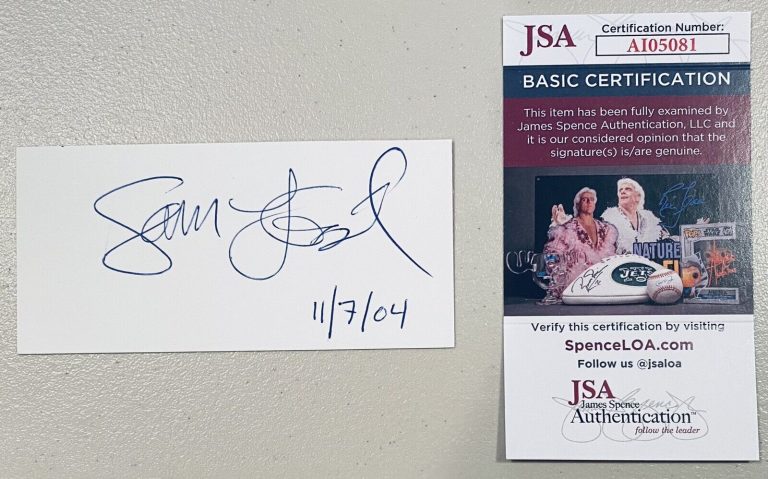 11/7/04
JSA
Certification Number:
AI05081
BASIC CERTIFICATION
This item has been fully examined by
James Spence Authentication, LLC and
it is our considered opinion that the
signature(s) is/are genuine.
NATURE
JETS
Verify this certification by visiting
SpenceLOA.com
Follow us @jsaloa
JSA
James Spence
Authentication™
follow the leader